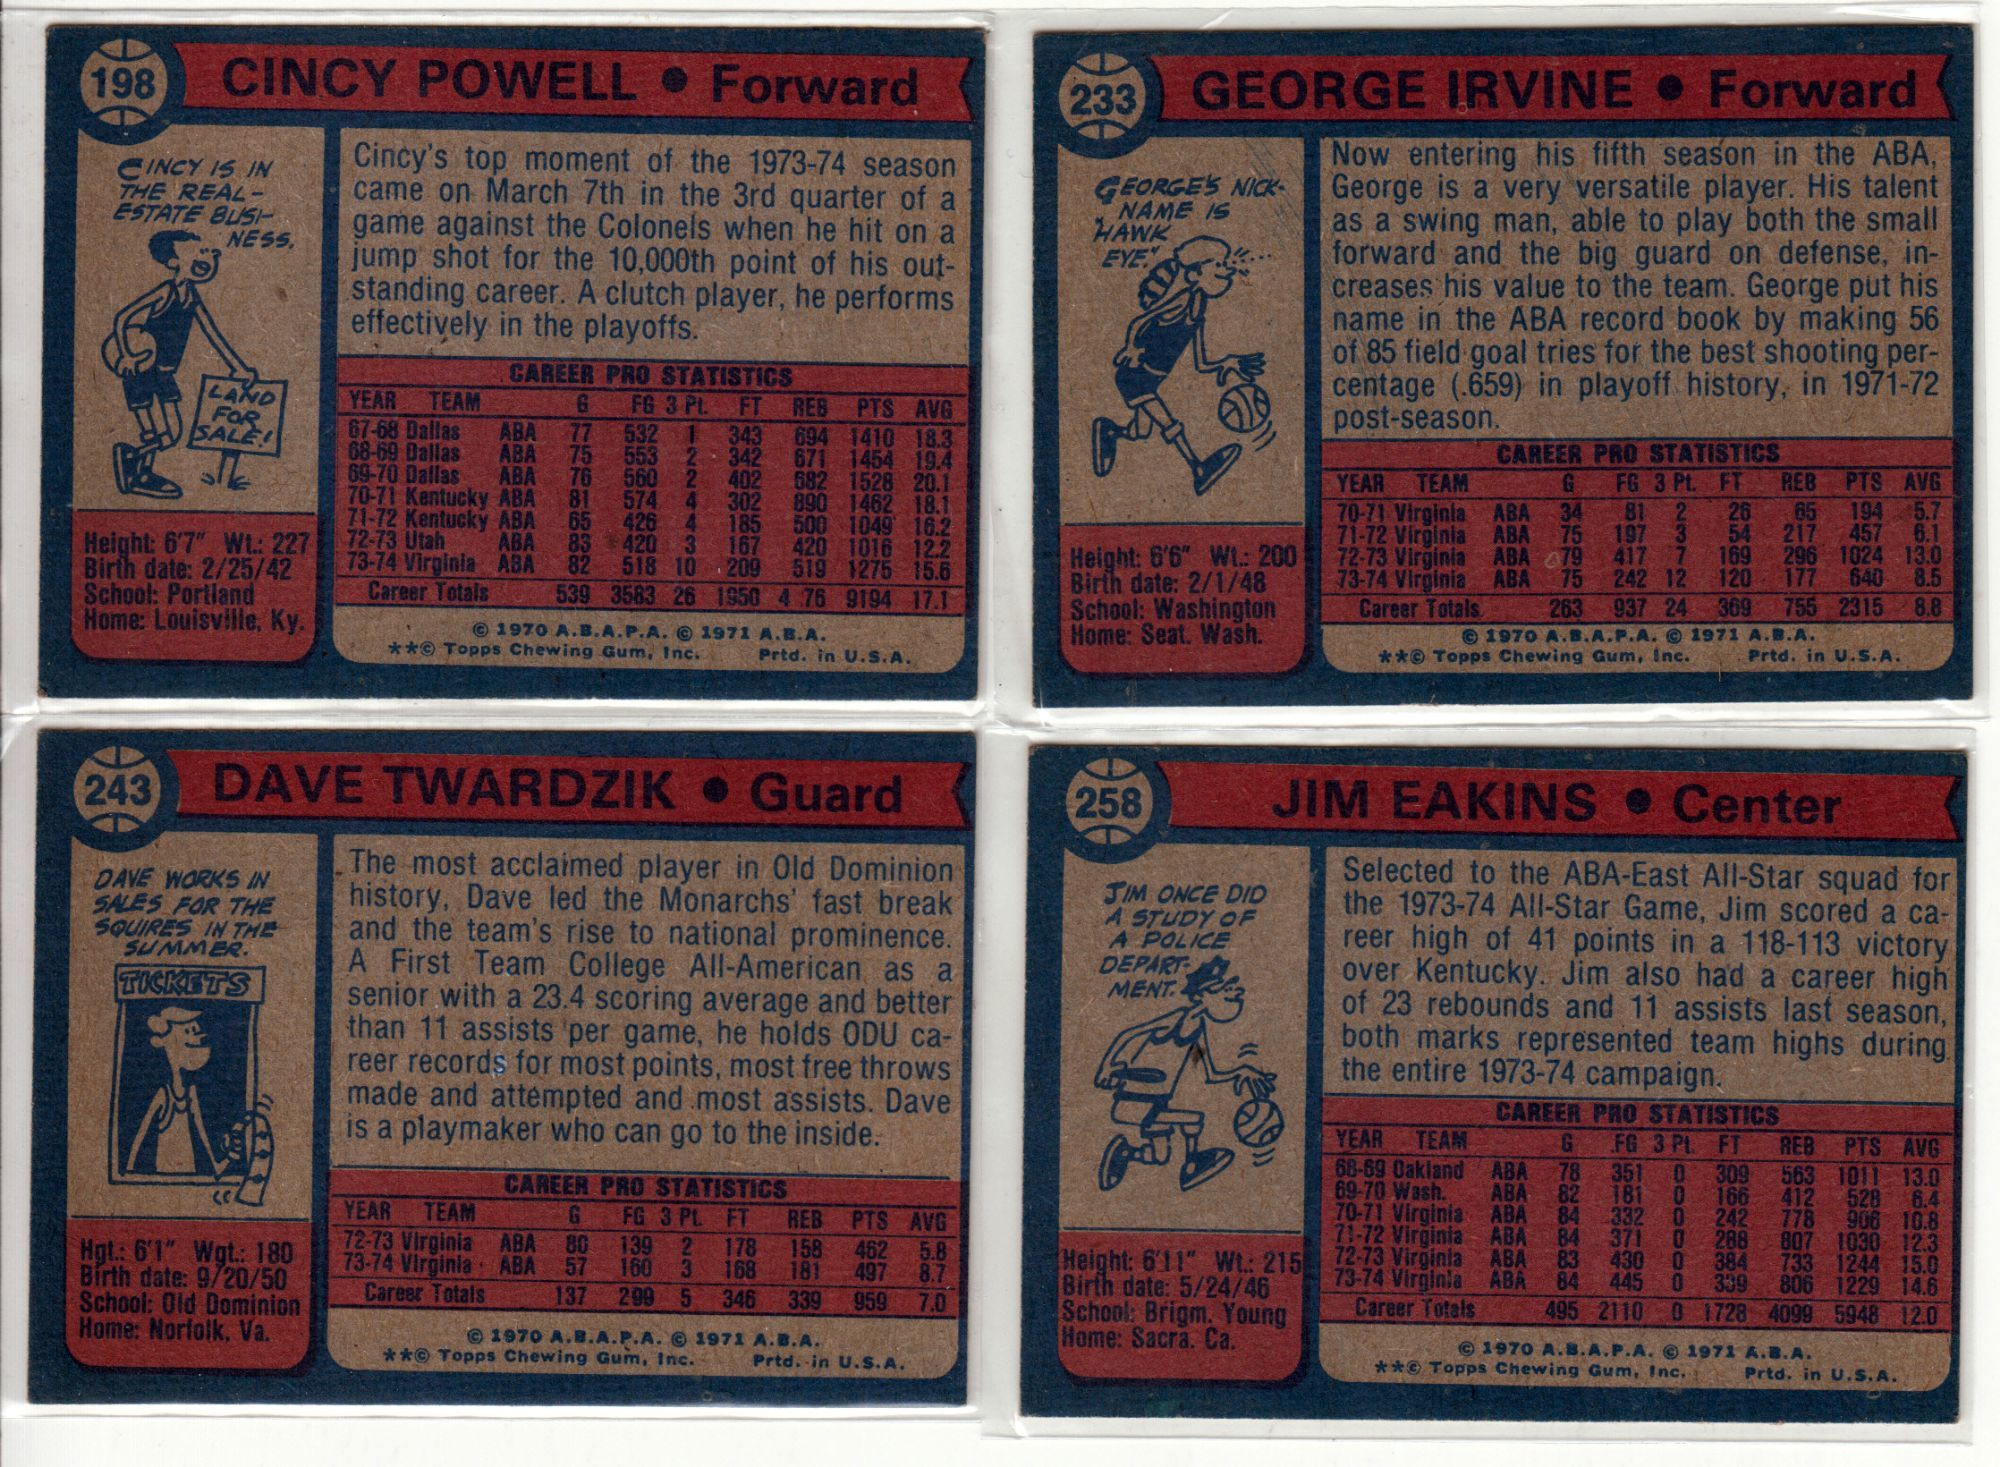 198
CINCY POWELL • Forward
CINCY IS IN
THE REAL-
ESTATE BUSI-
NESS.
LAND
FOR
SALE!
Height: 6'7" Wt.: 227
Birth date: 2/25/42
School: Portland
Home: Louisville, Ky.
Cincy's top moment of the 1973-74 season
came on March 7th in the 3rd quarter of a
game against the Colonels when he hit on a
jump shot for the 10,000th point of his out-
standing career. A clutch player, he performs
effectively in the playoffs.
CAREER PRO STATISTICS
YEAR TEAM G FG 3 Pt. FT REB PTS AVG
67-68 Dallas ABA 77 532 1 343 694 1410 18.3
68-69 Dallas ABA 75 553 2 342 671 1454 19.4
69-70 Dallas ABA 76 560 2 402 682 1528 20.1
70-71 Kentucky ABA 81 574 4 302 890 1462 18.1
71-72 Kentucky ABA 65 426 4 185 500 1049 16.2
72-73 Utah ABA 83 420 3 167 420 1016 12.2
73-74 Virginia ABA 82 518 10 209 519 1275 15.6
Career Totals 539 3583 26 1950 4 76 9194 17.1
© 1970 A.B.A.P.A. © 1971 A.B.A.
**© Topps Chewing Gum, Inc. Prtd. in U.S.A.
233
GEORGE IRVINE • Forward
GEORGE'S NICK-
NAME IS
"HAWK
EYE."
Height: 6'6" Wt.: 200
Birth date: 2/1/48
School: Washington
Home: Seat. Wash.
Now entering his fifth season in the ABA,
George is a very versatile player. His talent
as a swing man, able to play both the small
forward and the big guard on defense, in-
creases his value to the team. George put his
name in the ABA record book by making 56
of 85 field goal tries for the best shooting per-
centage (.659) in playoff history, in 1971-72
post-season.
CAREER PRO STATISTICS
YEAR TEAM G FG 3 Pt. FT REB PTS AVG
70-71 Virginia ABA 34 81 2 26 65 194 5.7
71-72 Virginia ABA 75 197 3 54 217 457 6.1
72-73 Virginia ABA 79 417 7 169 296 1024 13.0
73-74 Virginia ABA 75 242 12 120 177 640 8.5
Career Totals 263 937 24 369 755 2315 8.8
© 1970 A.B.A.P.A. © 1971 A.B.A.
**© Topps Chewing Gum, Inc. Prtd. in U.S.A.
243
DAVE TWARDZIK • Guard
DAVE WORKS IN
SALES FOR THE
SQUIRES IN THE
SUMMER.
TICKETS
Hgt.: 6'1" Wgt.: 180
Birth date: 9/20/50
School: Old Dominion
Home: Norfolk, Va.
The most acclaimed player in Old Dominion
history, Dave led the Monarchs' fast break
and the team's rise to national prominence.
A First Team College All-American as a
senior with a 23.4 scoring average and better
than 11 assists per game, he holds ODU ca-
reer records for most points, most free throws
made and attempted and most assists. Dave
is a playmaker who can go to the inside.
CAREER PRO STATISTICS
YEAR TEAM G FG 3 Pt. FT REB PTS AVG
72-73 Virginia ABA 80 139 2 178 158 462 5.8
73-74 Virginia ABA 57 160 3 168 181 497 8.7
Career Totals 137 299 5 346 339 959 7.0
© 1970 A.B.A.P.A. © 1971 A.B.A.
**© Topps Chewing Gum, Inc. Prtd. in U.S.A.
258
JIM EAKINS • Center
JIM ONCE DID
A STUDY OF
A POLICE
DEPART-
MENT.
Height: 6'11" Wt.: 215
Birth date: 5/24/46
School: Brigm. Young
Home: Sacra. Ca.
Selected to the ABA-East All-Star squad for
the 1973-74 All-Star Game, Jim scored a ca-
reer high of 41 points in a 118-113 victory
over Kentucky. Jim also had a career high
of 23 rebounds and 11 assists last season,
both marks represented team highs during
the entire 1973-74 campaign.
CAREER PRO STATISTICS
YEAR TEAM G FG 3 Pt. FT REB PTS AVG
68-69 Oakland ABA 78 351 0 309 563 1011 13.0
69-70 Wash. ABA 82 181 0 166 412 528 6.4
70-71 Virginia ABA 84 332 0 242 778 906 10.8
71-72 Virginia ABA 84 371 0 288 807 1030 12.3
72-73 Virginia ABA 83 430 0 384 733 1244 15.0
73-74 Virginia ABA 84 445 0 339 806 1229 14.6
Career Totals 495 2110 0 1728 4099 5948 12.0
© 1970 A.B.A.P.A. © 1971 A.B.A.
**© Topps Chewing Gum, Inc. Prtd. in U.S.A.